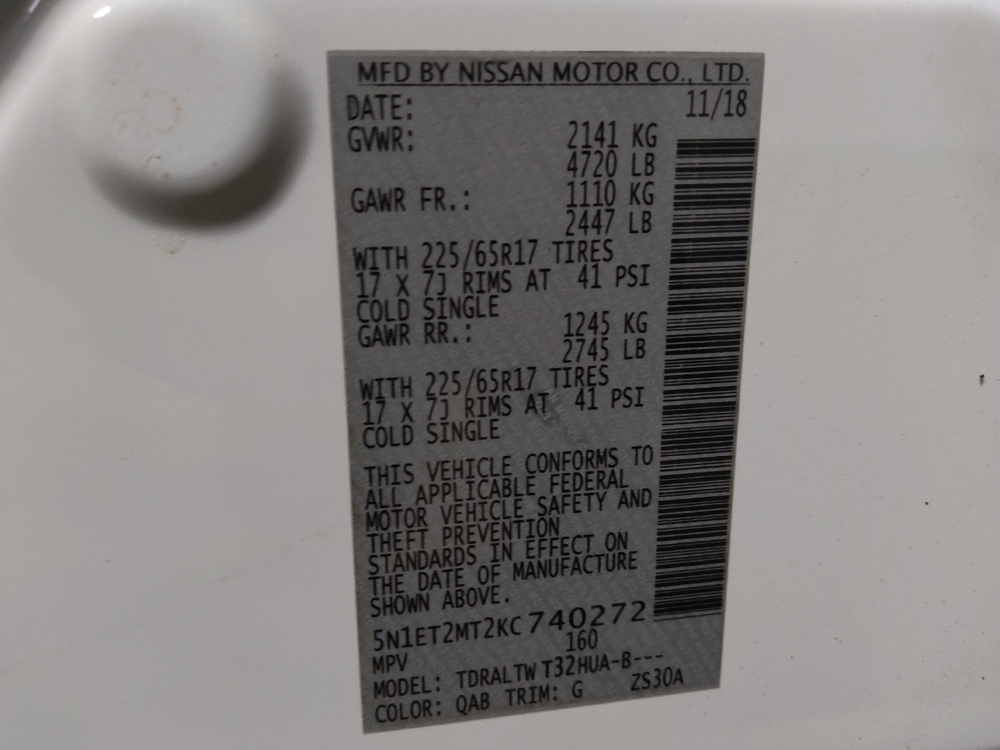 MFD BY NISSAN MOTOR CO., LTD.
DATE: 11/18
GVWR: 2141 KG
4720 LB
GAWR FR.: 1110 KG
2447 LB
WITH 225/65R17 TIRES
17 X 7J RIMS AT 41 PSI
COLD SINGLE
GAWR RR.: 1245 KG
2745 LB
WITH 225/65R17 TIRES
17 X 7J RIMS AT 41 PSI
COLD SINGLE
THIS VEHICLE CONFORMS TO
ALL APPLICABLE FEDERAL
MOTOR VEHICLE SAFETY AND
THEFT PREVENTION
STANDARDS IN EFFECT ON
THE DATE OF MANUFACTURE
SHOWN ABOVE.
5N1ET2MT2KC 740272
MPV 160
MODEL: TDRALTW T32HUA-B---
COLOR: QAB TRIM: G ZS30A